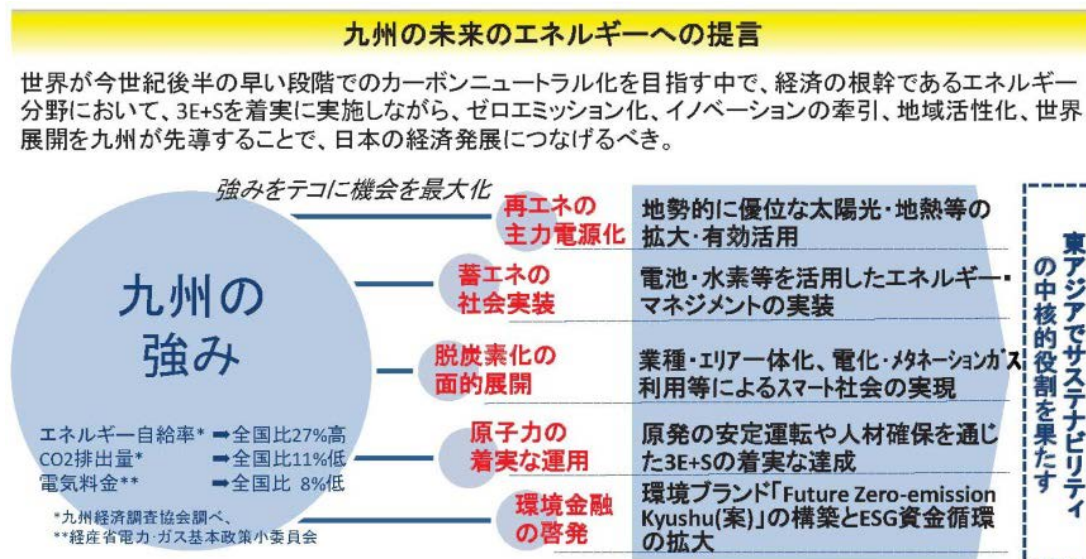 九州の未来のエネルギーへの提言
世界が今世紀後半の早い段階でのカーボンニュートラル化を目指す中で、経済の根幹であるエネルギー
分野において、3E+Sを着実に実施しながら、ゼロエミッション化、イノベーションの牽引、地域活性化、世界
展開を九州が先導することで、日本の経済発展につなげるべき。
強みをテコに機会を最大化
九州の
強み
エネルギー自給率* ➡全国比27%高
CO2排出量* ➡全国比11%低
電気料金** ➡全国比 8%低
*九州経済調査協会調べ、
**経産省電力･ガス基本政策小委員会
再エネの
主力電源化
地勢的に優位な太陽光・地熱等の
拡大・有効活用
蓄エネの
社会実装
電池・水素等を活用したエネルギー・
マネジメントの実装
脱炭素化の
面的展開
業種・エリア一体化、電化・ﾒﾀﾈｰｼｮﾝｶﾞｽ
利用等によるスマート社会の実現
原子力の
着実な運用
原発の安定運転や人材確保を通じ
た3E+Sの着実な達成
環境金融
の啓発
環境ブランド「Future Zero-emission
Kyushu(案)」の構築とESG資金循環
の拡大
東アジアでサステナビリティ
の中核的役割を果たす